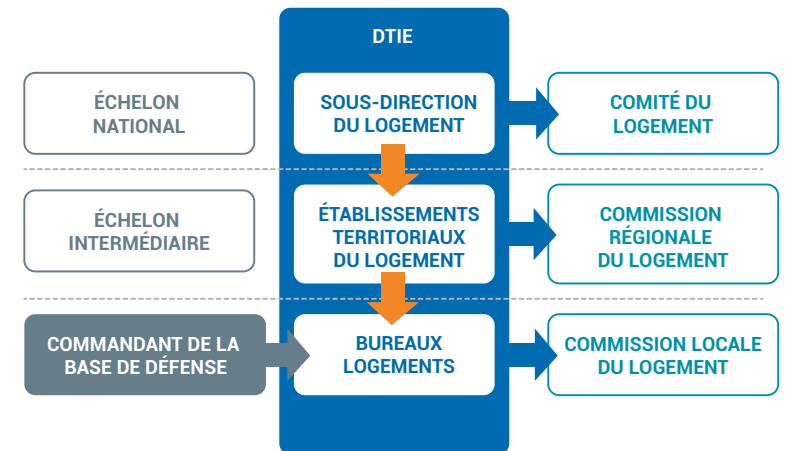 DTIE
ÉCHELON
NATIONAL
SOUS-DIRECTION
DU LOGEMENT
COMITÉ DU
LOGEMENT
ÉCHELON
INTERMÉDIAIRE
ÉTABLISSEMENTS
TERRITORIAUX
DU LOGEMENT
COMMISSION
RÉGIONALE
DU LOGEMENT
COMMANDANT DE LA
BASE DE DÉFENSE
BUREAUX
LOGEMENTS
COMMISSION LOCALE
DU LOGEMENT